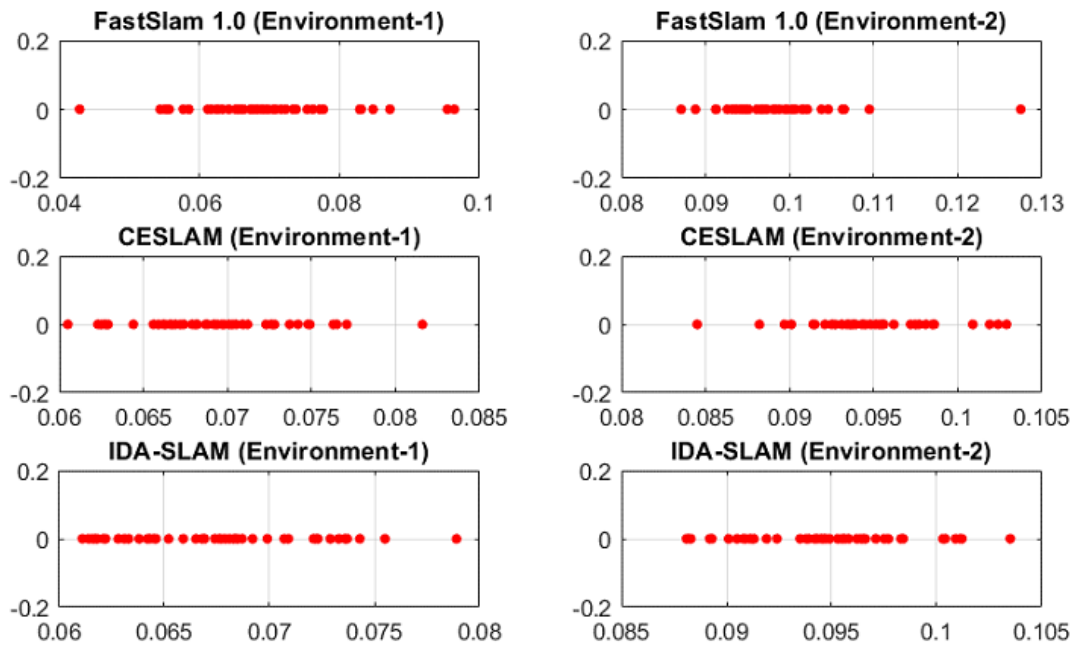 FastSlam 1.0 (Environment-1)
0.2
0
-0.2
0.04 0.06 0.08 0.1
FastSlam 1.0 (Environment-2)
0.2
0
-0.2
0.08 0.09 0.1 0.11 0.12 0.13
CESLAM (Environment-1)
0.2
0
-0.2
0.06 0.065 0.07 0.075 0.08 0.085
CESLAM (Environment-2)
0.2
0
-0.2
0.08 0.085 0.09 0.095 0.1 0.105
IDA-SLAM (Environment-1)
0.2
0
-0.2
0.06 0.065 0.07 0.075 0.08
IDA-SLAM (Environment-2)
0.2
0
-0.2
0.085 0.09 0.095 0.1 0.105